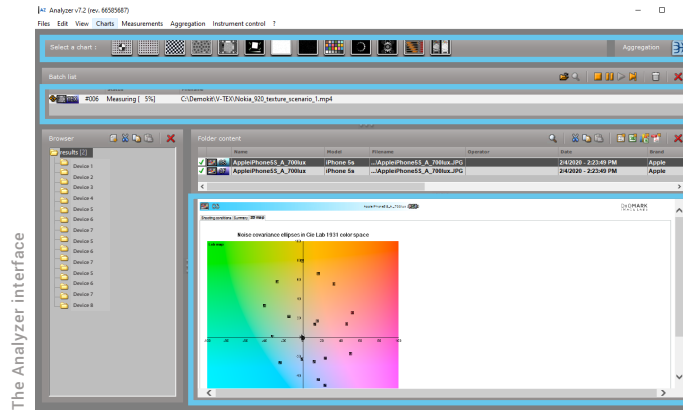 Analyzer v7.2 (rev. 66585687)
Files Edit View Charts Measurements Aggregation Instrument control ?
Select a chart :
Aggregation
Batch list
#006 Measuring [ 5%] C:\Demokit\V-TEX\Nokia_920_texture_scenario_1.mp4
Browser
Folder content
results [2]
Device 1
Device 2
Device 3
Device 4
Device 5
Device 6
Device 7
Device 5
Device 6
Device 7
Device 5
Device 6
Device 7
Device 8
Name Model Filename Operator Date Brand
AppleiPhone5S_A_700lux iPhone 5s ...\AppleiPhone5S_A_700lux.JPG 2/4/2020 - 2:23:49 PM Apple
AppleiPhone5S_A_700lux iPhone 5s ...\AppleiPhone5S_A_700lux.JPG 2/4/2020 - 2:23:49 PM Apple
DXOMARK
Shooting conditions Summary
Noise covariance ellipses in Cie Lab 1931 color space
The Analyzer interface